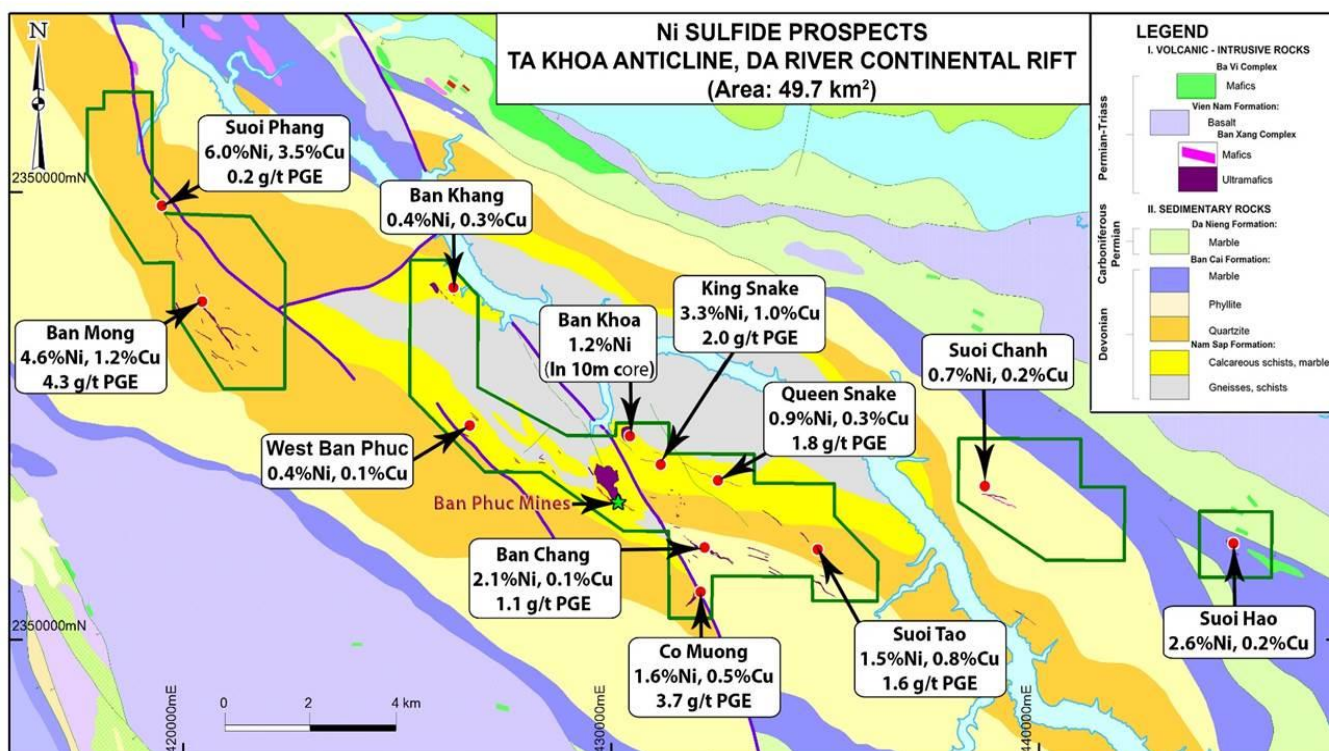 Ni SULFIDE PROSPECTS
TA KHOA ANTICLINE, DA RIVER CONTINENTAL RIFT
(Area: 49.7 km²)
N
LEGEND
I. VOLCANIC - INTRUSIVE ROCKS
Ba Vi Complex
Mafics
Vien Nam Formation:
Basalt
Ban Xang Complex
Mafics
Ultramafics
Permian-Triass
II. SEDIMENTARY ROCKS
Da Nieng Formation:
Marble
Ban Cai Formation:
Marble
Phyllite
Quartzite
Nam Sap Formation:
Calcareous schists, marble
Gneisses, schists
Carboniferous
Permian
Devonian
2350000mN
Suoi Phang
6.0%Ni, 3.5%Cu
0.2 g/t PGE
Ban Khang
0.4%Ni, 0.3%Cu
Ban Mong
4.6%Ni, 1.2%Cu
4.3 g/t PGE
Ban Khoa
1.2%Ni
(In 10m core)
King Snake
3.3%Ni, 1.0%Cu
2.0 g/t PGE
Queen Snake
0.9%Ni, 0.3%Cu
1.8 g/t PGE
Suoi Chanh
0.7%Ni, 0.2%Cu
West Ban Phuc
0.4%Ni, 0.1%Cu
Ban Phuc Mines
Ban Chang
2.1%Ni, 0.1%Cu
1.1 g/t PGE
Co Muong
1.6%Ni, 0.5%Cu
3.7 g/t PGE
Suoi Tao
1.5%Ni, 0.8%Cu
1.6 g/t PGE
Suoi Hao
2.6%Ni, 0.2%Cu
2350000mN
0 2 4 km
420000mE
430000mE
440000mE